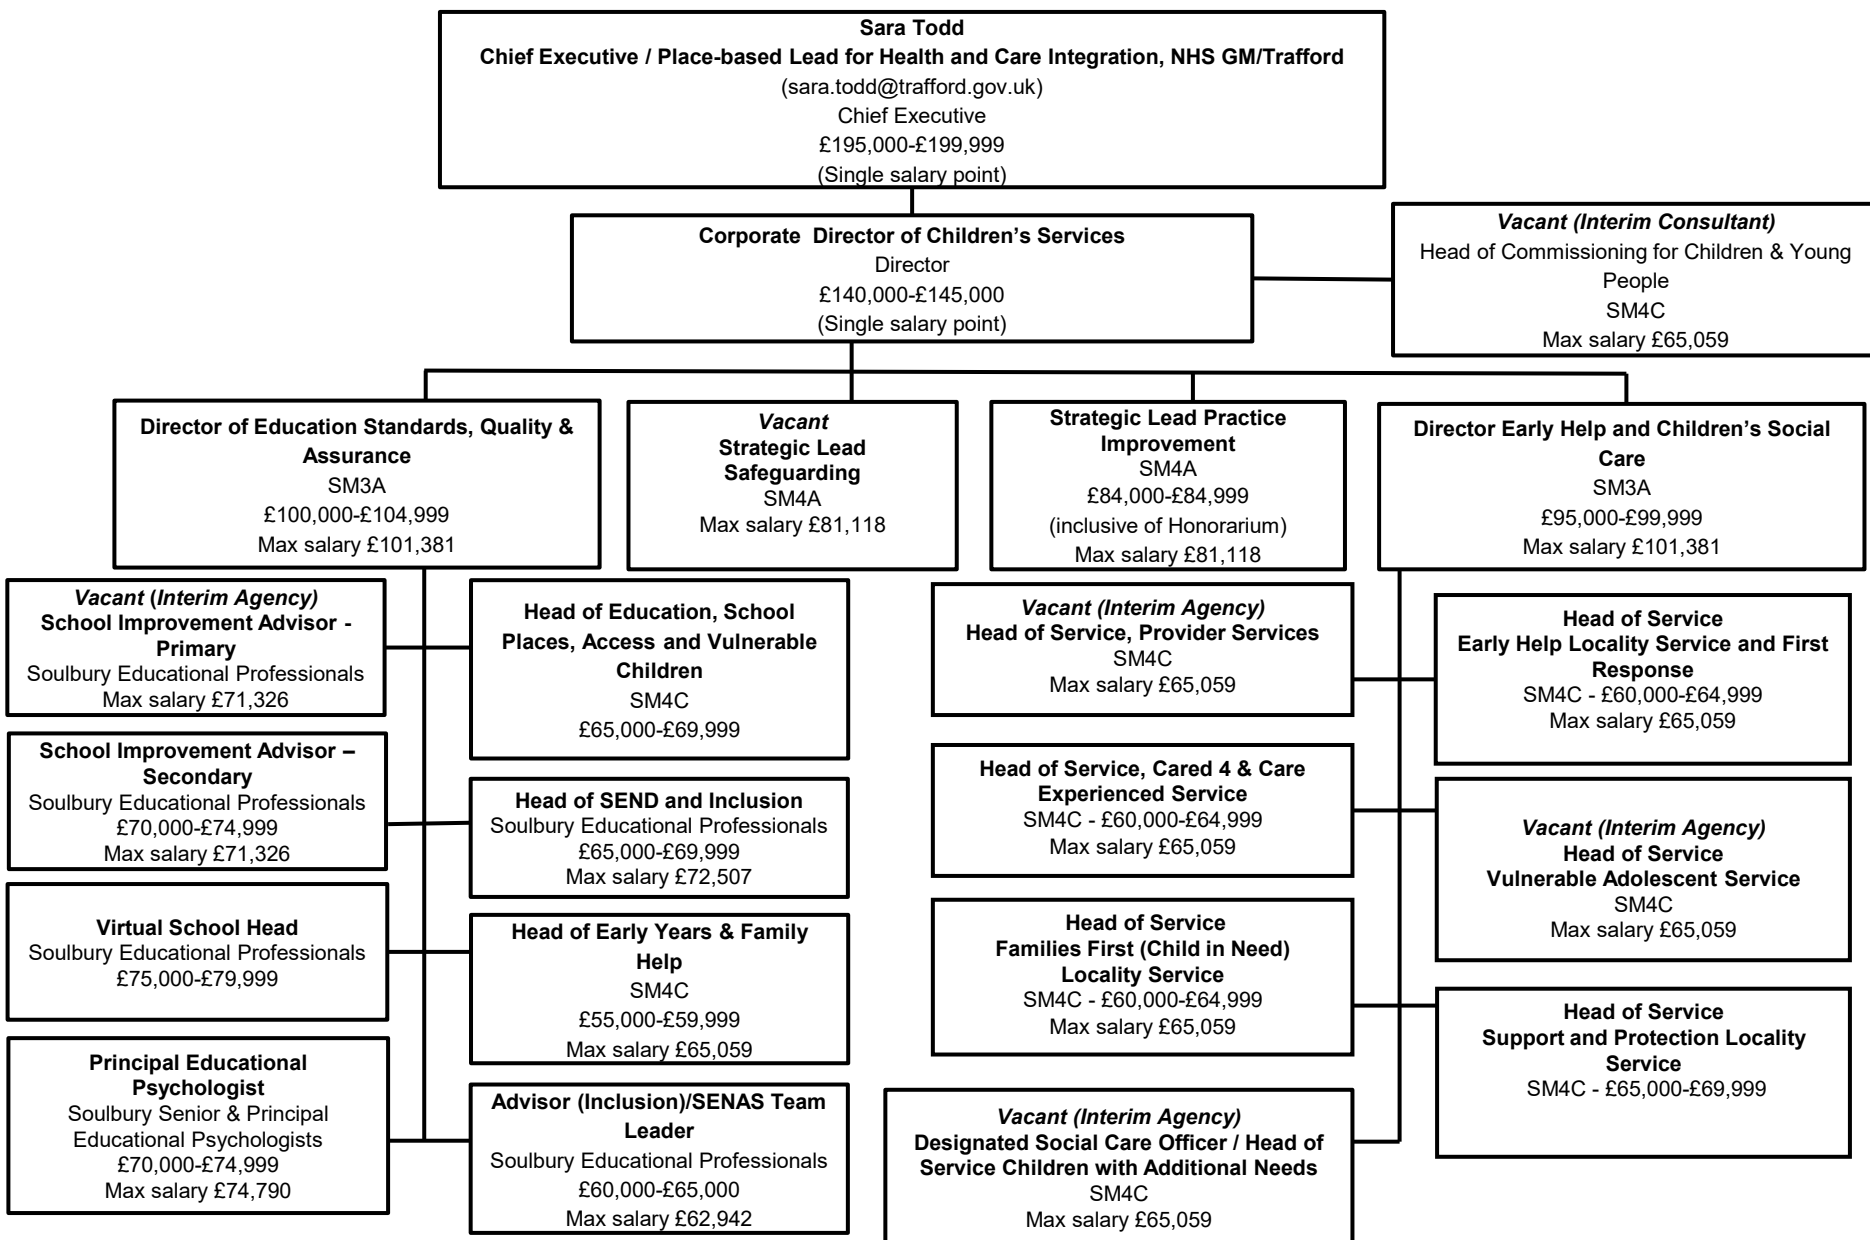 Sara Todd
Chief Executive / Place-based Lead for Health and Care Integration, NHS GM/Trafford
(sara.todd@trafford.gov.uk)
Chief Executive
£195,000-£199,999
(Single salary point)
Corporate Director of Children’s Services
Director
£140,000-£145,000
(Single salary point)
Vacant (Interim Consultant)
Head of Commissioning for Children & Young
People
SM4C
Max salary £65,059
Director of Education Standards, Quality &
Assurance
SM3A
£100,000-£104,999
Max salary £101,381
Vacant
Strategic Lead
Safeguarding
SM4A
Max salary £81,118
Strategic Lead Practice
Improvement
SM4A
£84,000-£84,999
(inclusive of Honorarium)
Max salary £81,118
Director Early Help and Children’s Social
Care
SM3A
£95,000-£99,999
Max salary £101,381
Vacant (Interim Agency)
School Improvement Advisor -
Primary
Soulbury Educational Professionals
Max salary £71,326
Head of Education, School
Places, Access and Vulnerable
Children
SM4C
£65,000-£69,999
School Improvement Advisor –
Secondary
Soulbury Educational Professionals
£70,000-£74,999
Max salary £71,326
Head of SEND and Inclusion
Soulbury Educational Professionals
£65,000-£69,999
Max salary £72,507
Virtual School Head
Soulbury Educational Professionals
£75,000-£79,999
Head of Early Years & Family
Help
SM4C
£55,000-£59,999
Max salary £65,059
Principal Educational
Psychologist
Soulbury Senior & Principal
Educational Psychologists
£70,000-£74,999
Max salary £74,790
Advisor (Inclusion)/SENAS Team
Leader
Soulbury Educational Professionals
£60,000-£65,000
Max salary £62,942
Vacant (Interim Agency)
Head of Service, Provider Services
SM4C
Max salary £65,059
Head of Service
Early Help Locality Service and First
Response
SM4C - £60,000-£64,999
Max salary £65,059
Head of Service, Cared 4 & Care
Experienced Service
SM4C - £60,000-£64,999
Max salary £65,059
Vacant (Interim Agency)
Head of Service
Vulnerable Adolescent Service
SM4C
Max salary £65,059
Head of Service
Families First (Child in Need)
Locality Service
SM4C - £60,000-£64,999
Max salary £65,059
Head of Service
Support and Protection Locality
Service
SM4C - £65,000-£69,999
Vacant (Interim Agency)
Designated Social Care Officer / Head of
Service Children with Additional Needs
SM4C
Max salary £65,059